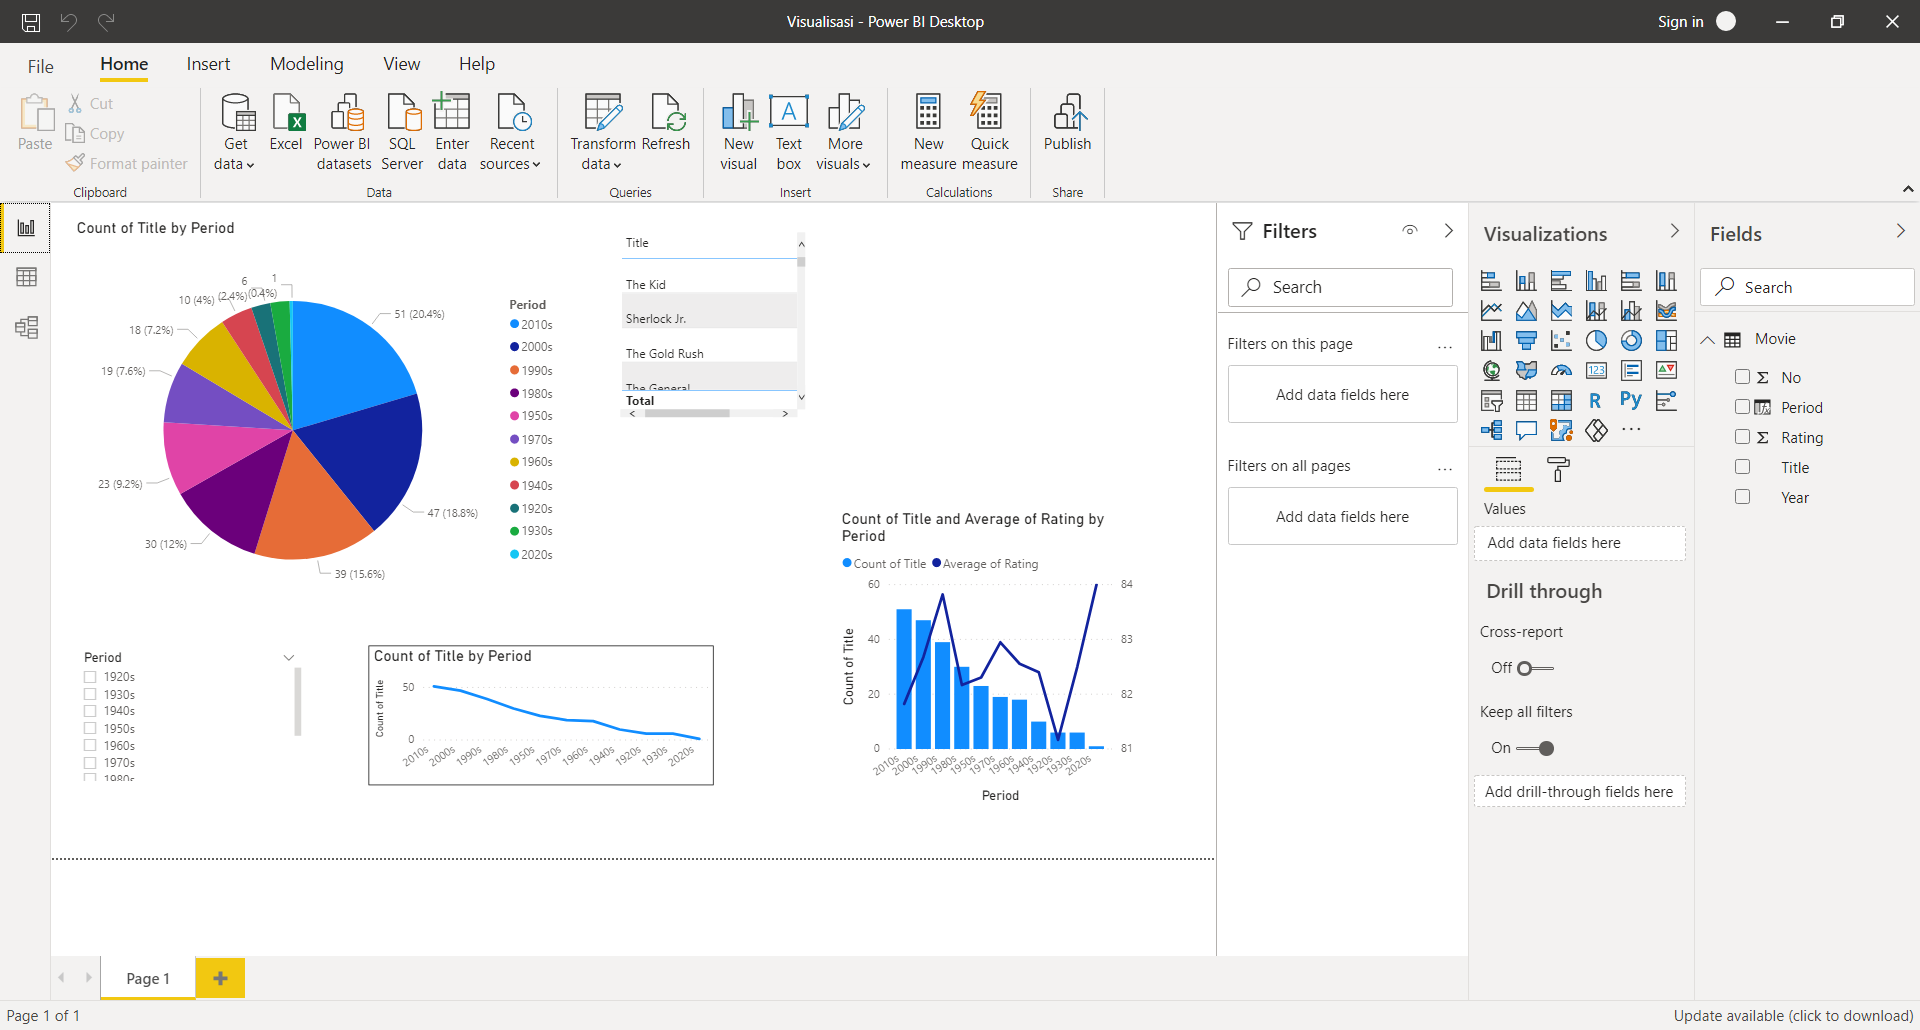 Visualisasi - Power BI Desktop
Sign in
File
Home
Insert
Modeling
View
Help
Paste
Cut
Copy
Format painter
Clipboard
Get data
Excel
Power BI datasets
SQL Server
Enter data
Recent sources
Data
Transform data
Refresh
Queries
New visual
Text box
More visuals
Insert
New measure
Quick measure
Calculations
Publish
Share
Count of Title by Period
51 (20.4%)
47 (18.8%)
39 (15.6%)
30 (12%)
23 (9.2%)
19 (7.6%)
18 (7.2%)
10 (4%)
6
(2.4%)
1
(0.4%)
Period
2010s
2000s
1990s
1980s
1950s
1970s
1960s
1940s
1920s
1930s
2020s
Title
The Kid
Sherlock Jr.
The Gold Rush
The General
Total
Period
1920s
1930s
1940s
1950s
1960s
1970s
1980s
Count of Title by Period
Count of Title
50
0
2010s
2000s
1990s
1980s
1950s
1970s
1960s
1940s
1920s
1930s
2020s
Count of Title and Average of Rating by
Period
Count of Title
Average of Rating
Count of Title
60
40
20
0
84
83
82
81
2010s
2000s
1990s
1980s
1950s
1970s
1960s
1940s
1920s
1930s
2020s
Period
Filters
Search
Filters on this page
...
Add data fields here
Filters on all pages
...
Add data fields here
Visualizations
123
R
Py
...
Values
Add data fields here
Drill through
Cross-report
Off
Keep all filters
On
Add drill-through fields here
Fields
Search
Movie
Σ No
Period
Σ Rating
Title
Year
Page 1
Page 1 of 1
Update available (click to download)